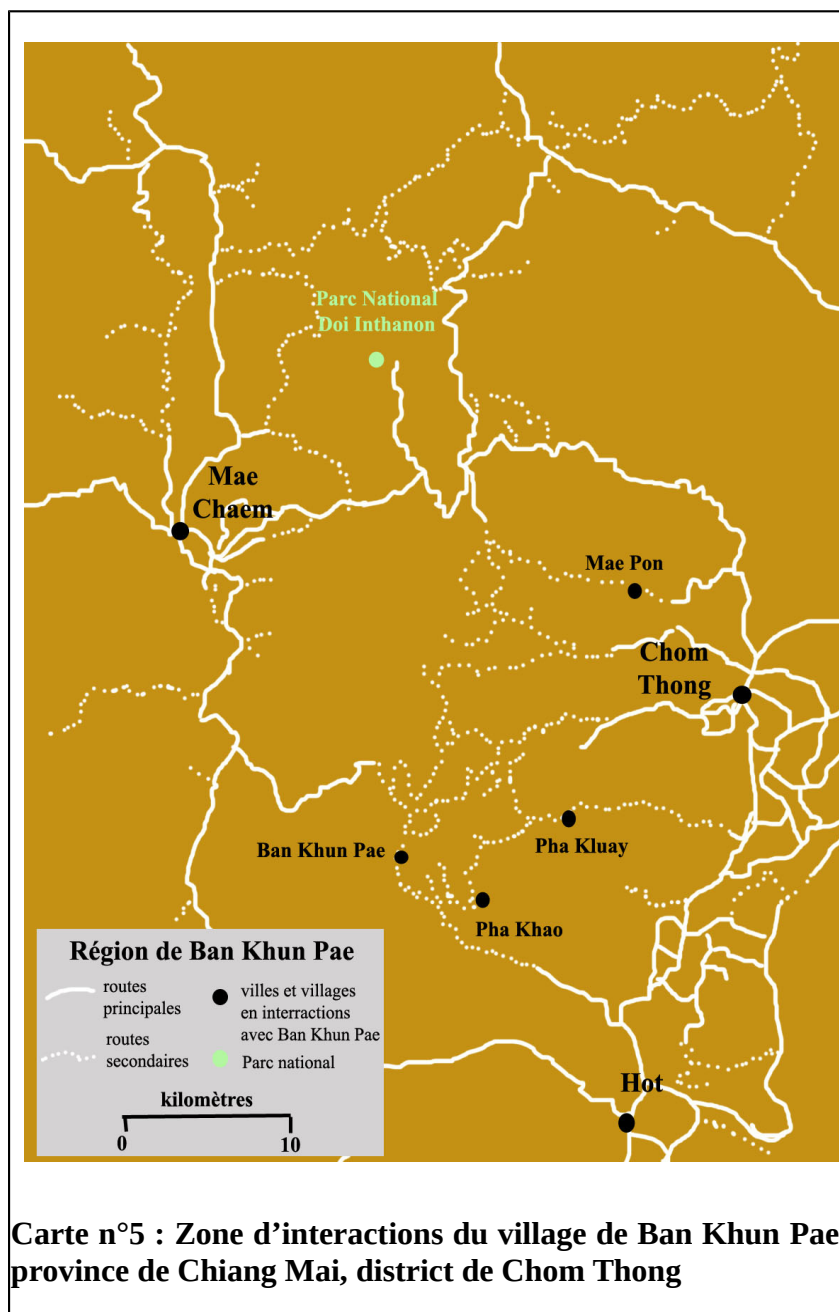 Parc National
Doi Inthanon
Mae
Chaem
Mae Pon
Chom
Thong
Ban Khun Pae
Pha Kluay
Pha Khao
Hot
Région de Ban Khun Pae
routes
principales
villes et villages
en interractions
avec Ban Khun Pae
routes
secondaires
Parc national
kilomètres
0
10
Carte n°5 : Zone d’interactions du village de Ban Khun Pae
province de Chiang Mai, district de Chom Thong